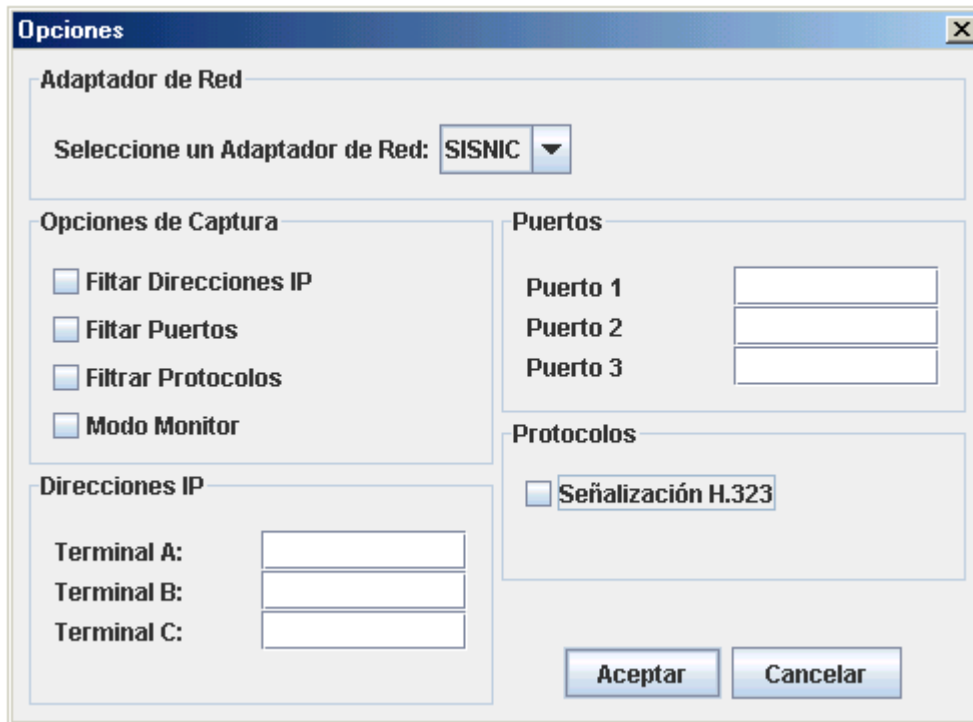 Opciones
Adaptador de Red
Seleccione un Adaptador de Red: SISNIC
Opciones de Captura
Filtar Direcciones IP
Filtar Puertos
Filtrar Protocolos
Modo Monitor
Direcciones IP
Terminal A:
Terminal B:
Terminal C:
Puertos
Puerto 1
Puerto 2
Puerto 3
Protocolos
Señalización H.323
Aceptar
Cancelar